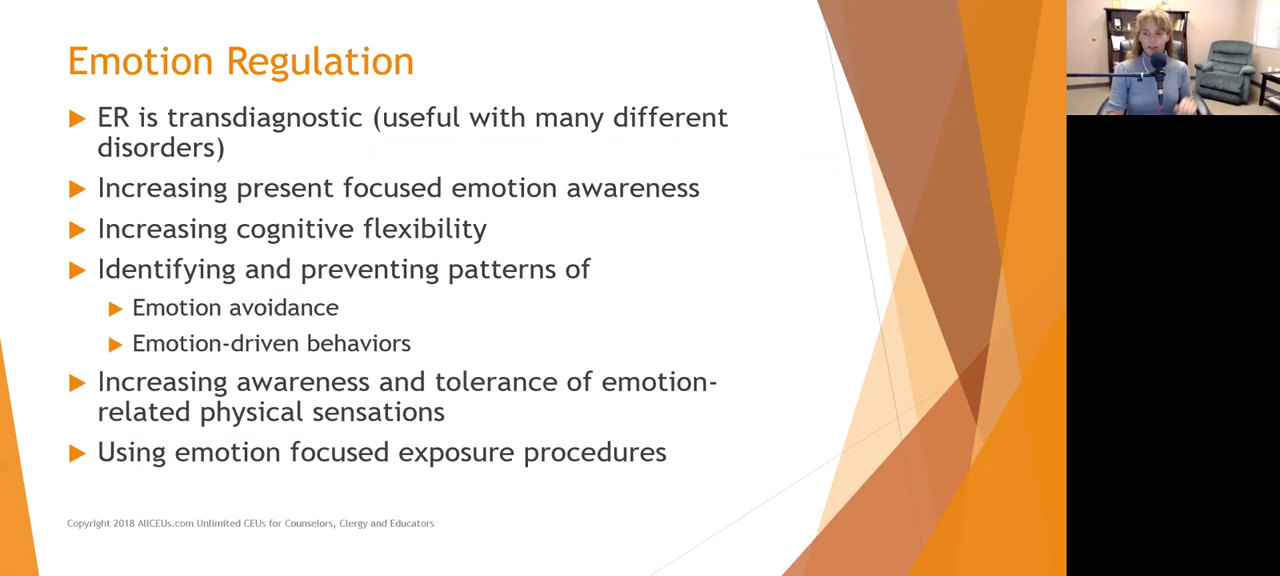 Emotion Regulation
ER is transdiagnostic (useful with many different
disorders)
Increasing present focused emotion awareness
Increasing cognitive flexibility
Identifying and preventing patterns of
Emotion avoidance
Emotion-driven behaviors
Increasing awareness and tolerance of emotion-
related physical sensations
Using emotion focused exposure procedures
Copyright 2018 AllCEUs.com Unlimited CEUs for Counselors, Clergy and Educators